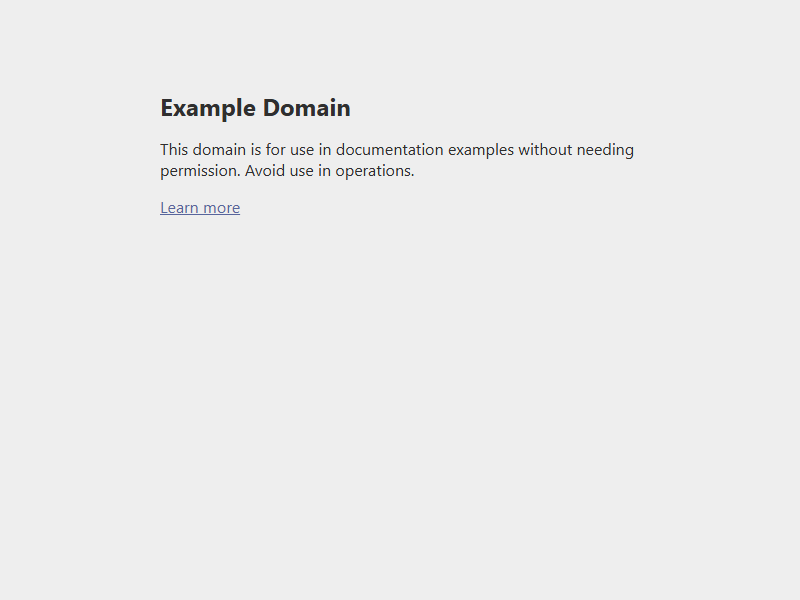 Example Domain
This domain is for use in documentation examples without needing
permission. Avoid use in operations.
Learn more